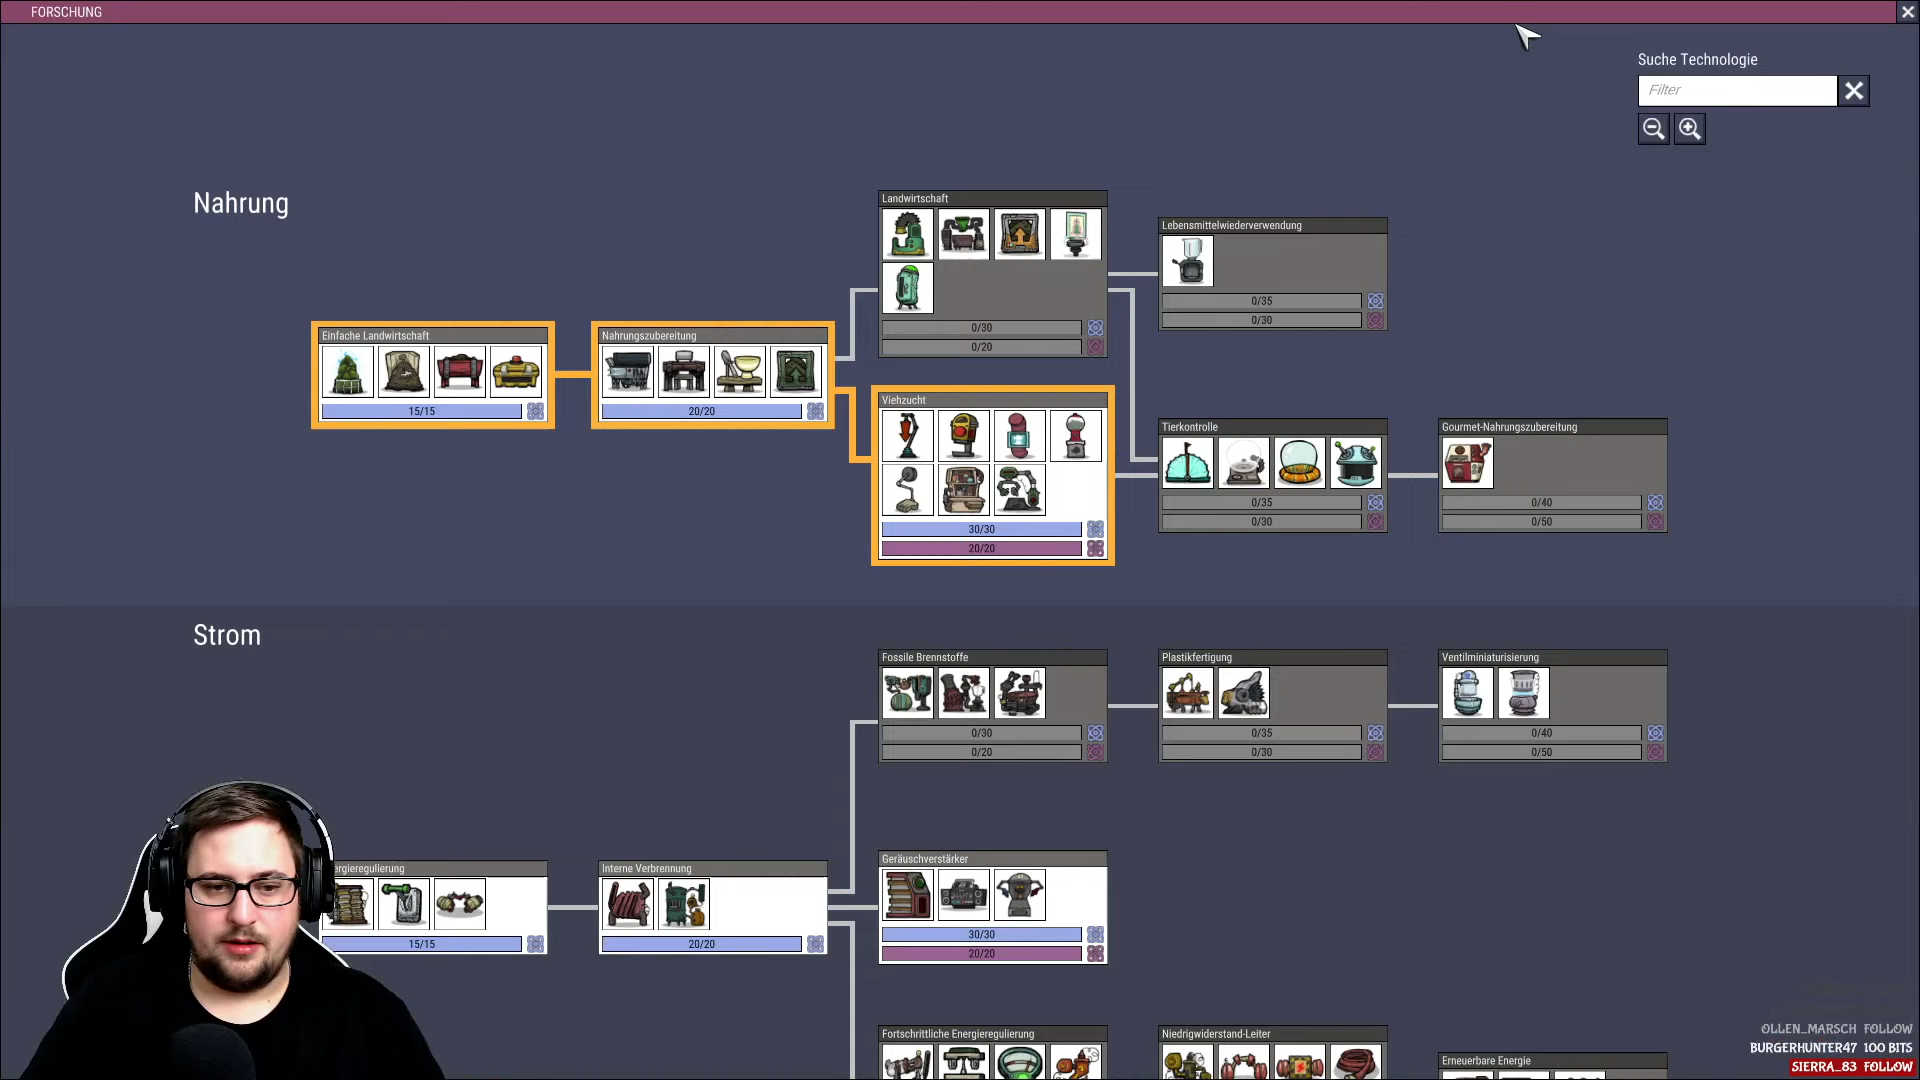 FORSCHUNG
Suche Technologie
Filter
Nahrung
Landwirtschaft
0/30
0/20
Lebensmittelwiederverwendung
0/35
0/30
Einfache Landwirtschaft
15/15
Nahrungszubereitung
20/20
Viehzucht
30/30
20/20
Tierkontrolle
0/35
0/30
Gourmet-Nahrungszubereitung
0/40
0/50
Strom
Fossile Brennstoffe
0/30
0/20
Plastikfertigung
0/35
0/30
Ventilminiaturisierung
0/40
0/50
ergieregulierung
15/15
Interne Verbrennung
20/20
Geräuschverstärker
30/30
20/20
Fortschrittliche Energieregulierung
Niedrigwiderstand-Leiter
Erneuerbare Energie
OLLEN_MARSCH FOLLOW
BURGERHUNTER47 100 BITS
SIERRA_83 FOLLOW